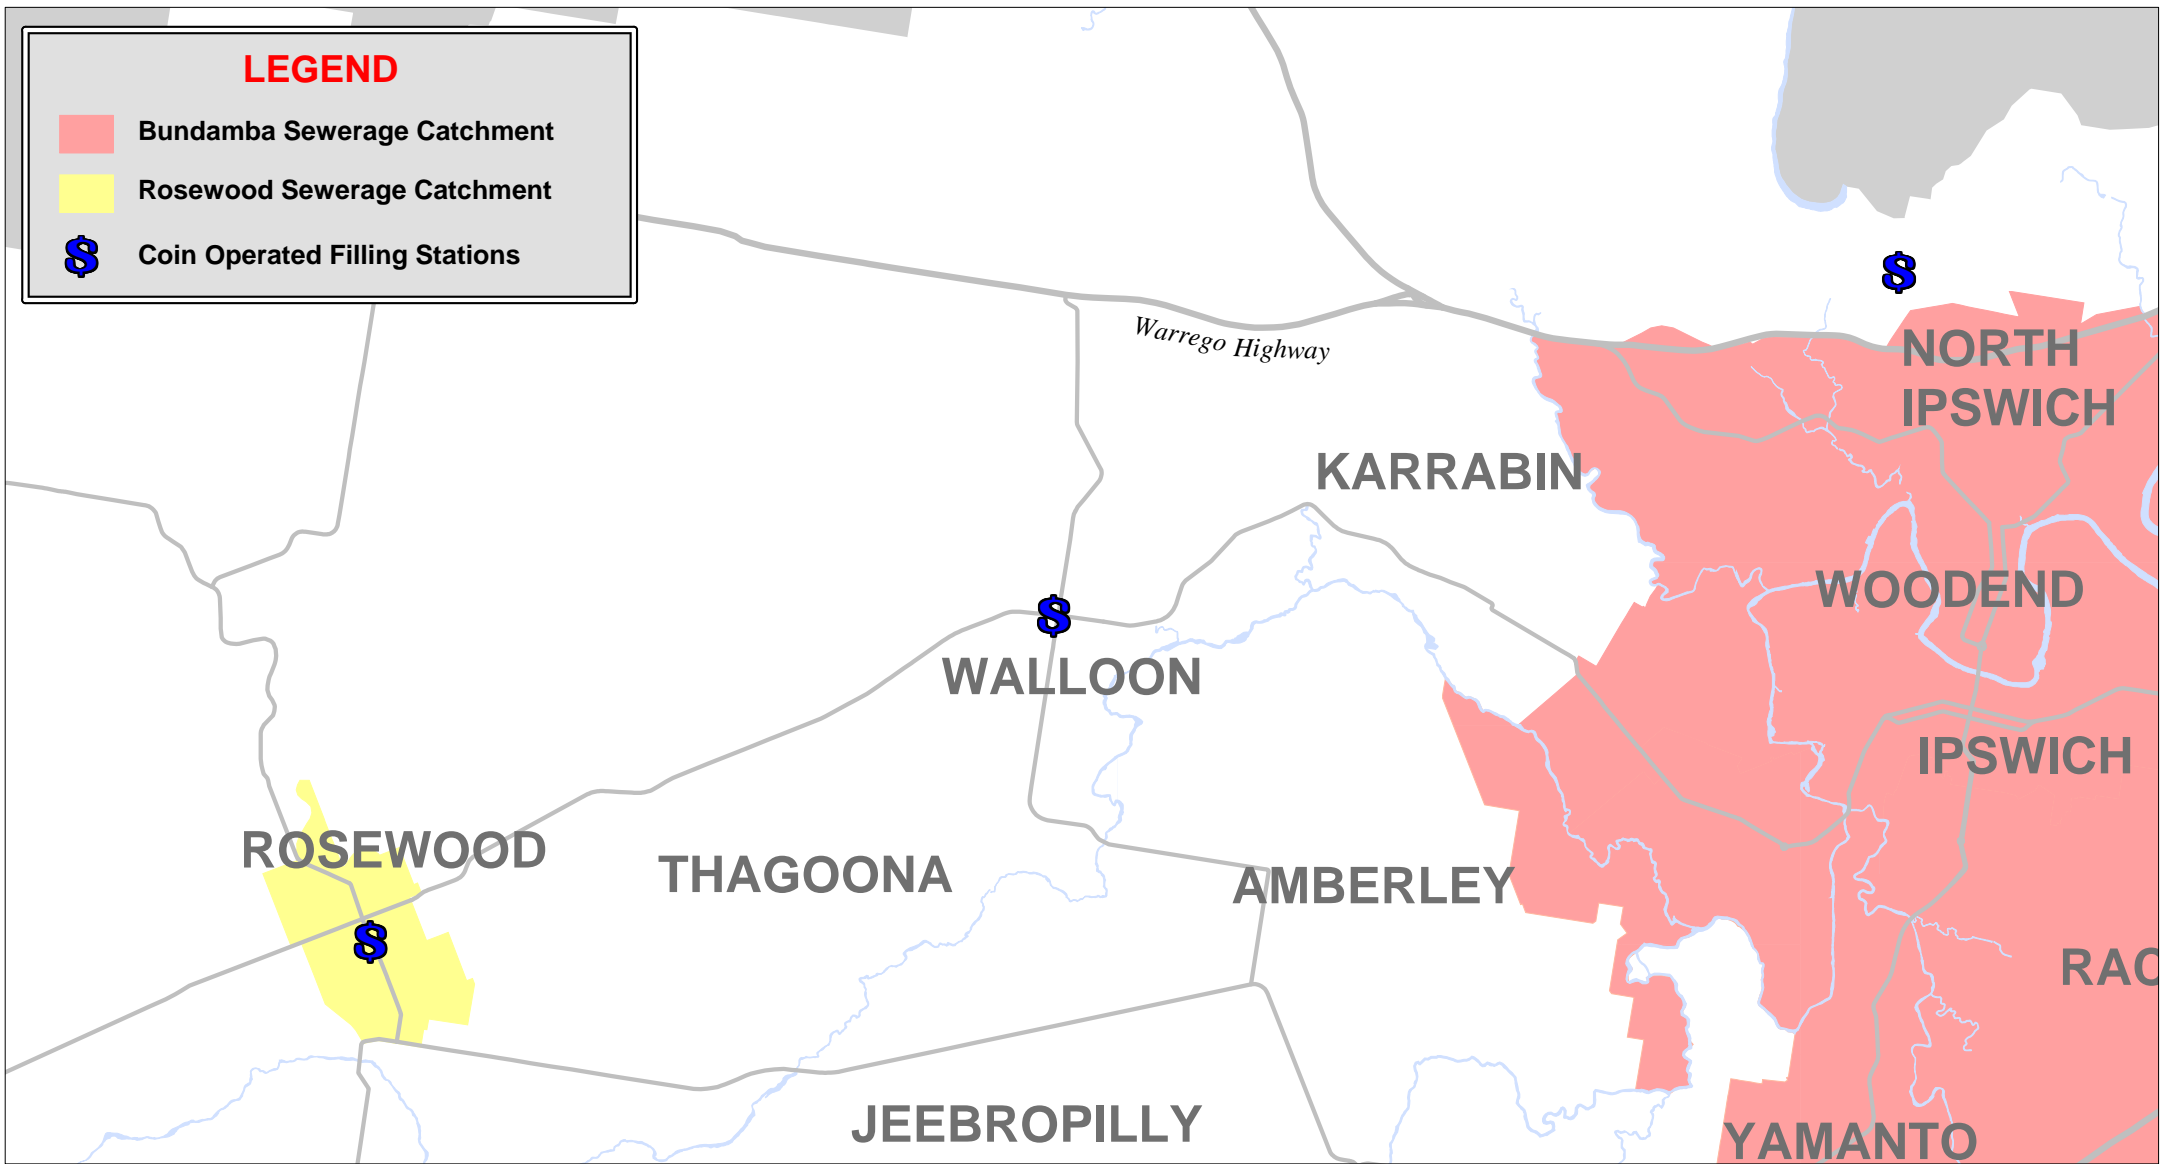 LEGEND
Bundamba Sewerage Catchment
Rosewood Sewerage Catchment
$ Coin Operated Filling Stations
$
Warrego Highway
NORTH
IPSWICH
KARRABIN
WOODEND
$
WALLOON
IPSWICH
ROSEWOOD
THAGOONA
AMBERLEY
$
RAC
JEEBROPILLY
YAMANTO